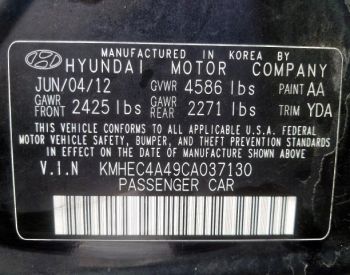 MANUFACTURED IN KOREA BY
HYUNDAI MOTOR COMPANY
JUN/04/12 GVWR 4586 lbs PAINT AA
GAWR FRONT 2425 lbs GAWR REAR 2271 lbs TRIM YDA
THIS VEHICLE CONFORMS TO ALL APPLICABLE U.S.A. FEDERAL
MOTOR VEHICLE SAFETY, BUMPER, AND THEFT PREVENTION STANDARDS
IN EFFECT ON THE DATE OF MANUFACTURE SHOWN ABOVE.
V.I.N KMHEC4A49CA037130
PASSENGER CAR